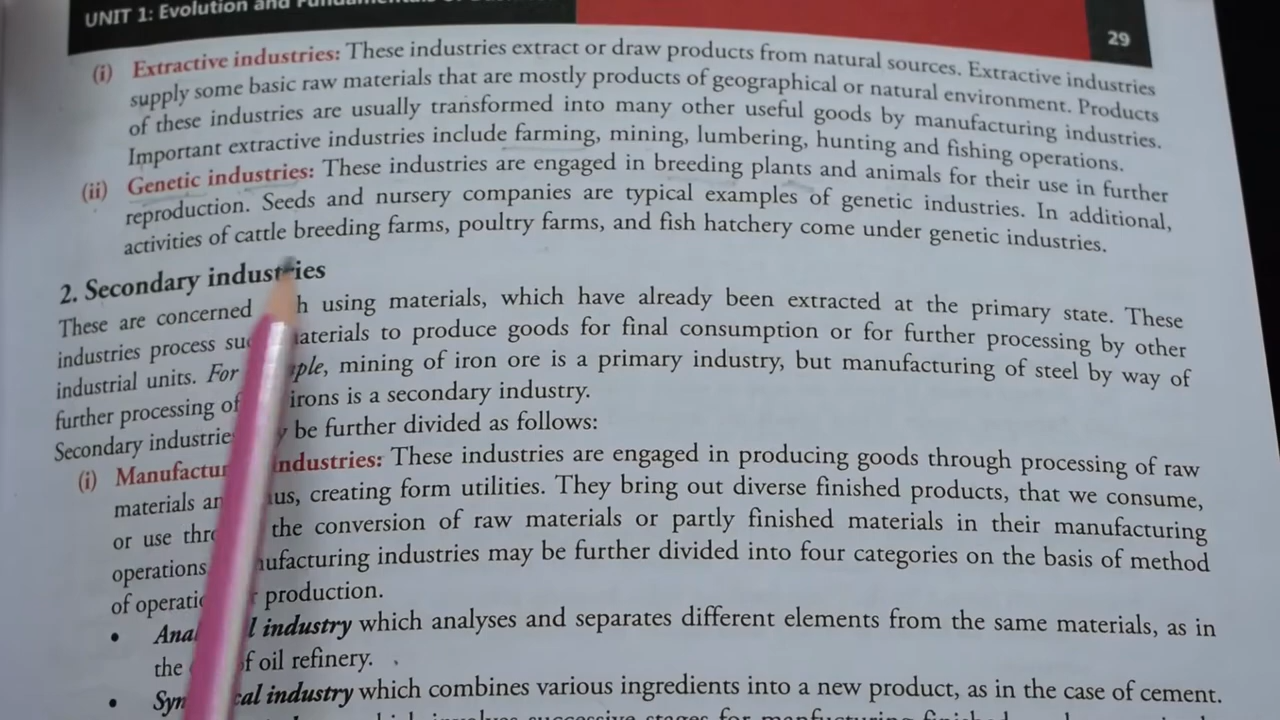 UNIT 1: Evolution and Fundamentals of
29
(i) Extractive industries: These industries extract or draw products from natural sources. Extractive industries
supply some basic raw materials that are mostly products of geographical or natural environment. Products
of these industries are usually transformed into many other useful goods by manufacturing industries.
Important extractive industries include farming, mining, lumbering, hunting and fishing operations.
(ii) Genetic industries: These industries are engaged in breeding plants and animals for their use in further
reproduction. Seeds and nursery companies are typical examples of genetic industries. In additional,
activities of cattle breeding farms, poultry farms, and fish hatchery come under genetic industries.
2. Secondary industries
These are concerned using materials, which have already been extracted at the primary state. These
industries process materials to produce goods for final consumption or for further processing by other
industrial units. For mining of iron ore is a primary industry, but manufacturing of steel by way of
further processing of irons is a secondary industry.
Secondary be further divided as follows:
(i) industries: These industries are engaged in producing goods through processing of raw
materials creating form utilities. They bring out diverse finished products, that we consume,
or use the conversion of raw materials or partly finished materials in their manufacturing
operations industries may be further divided into four categories on the basis of method
of production.
• industry which analyses and separates different elements from the same materials, as in
the of oil refinery.
• industry which combines various ingredients into a new product, as in the case of cement.